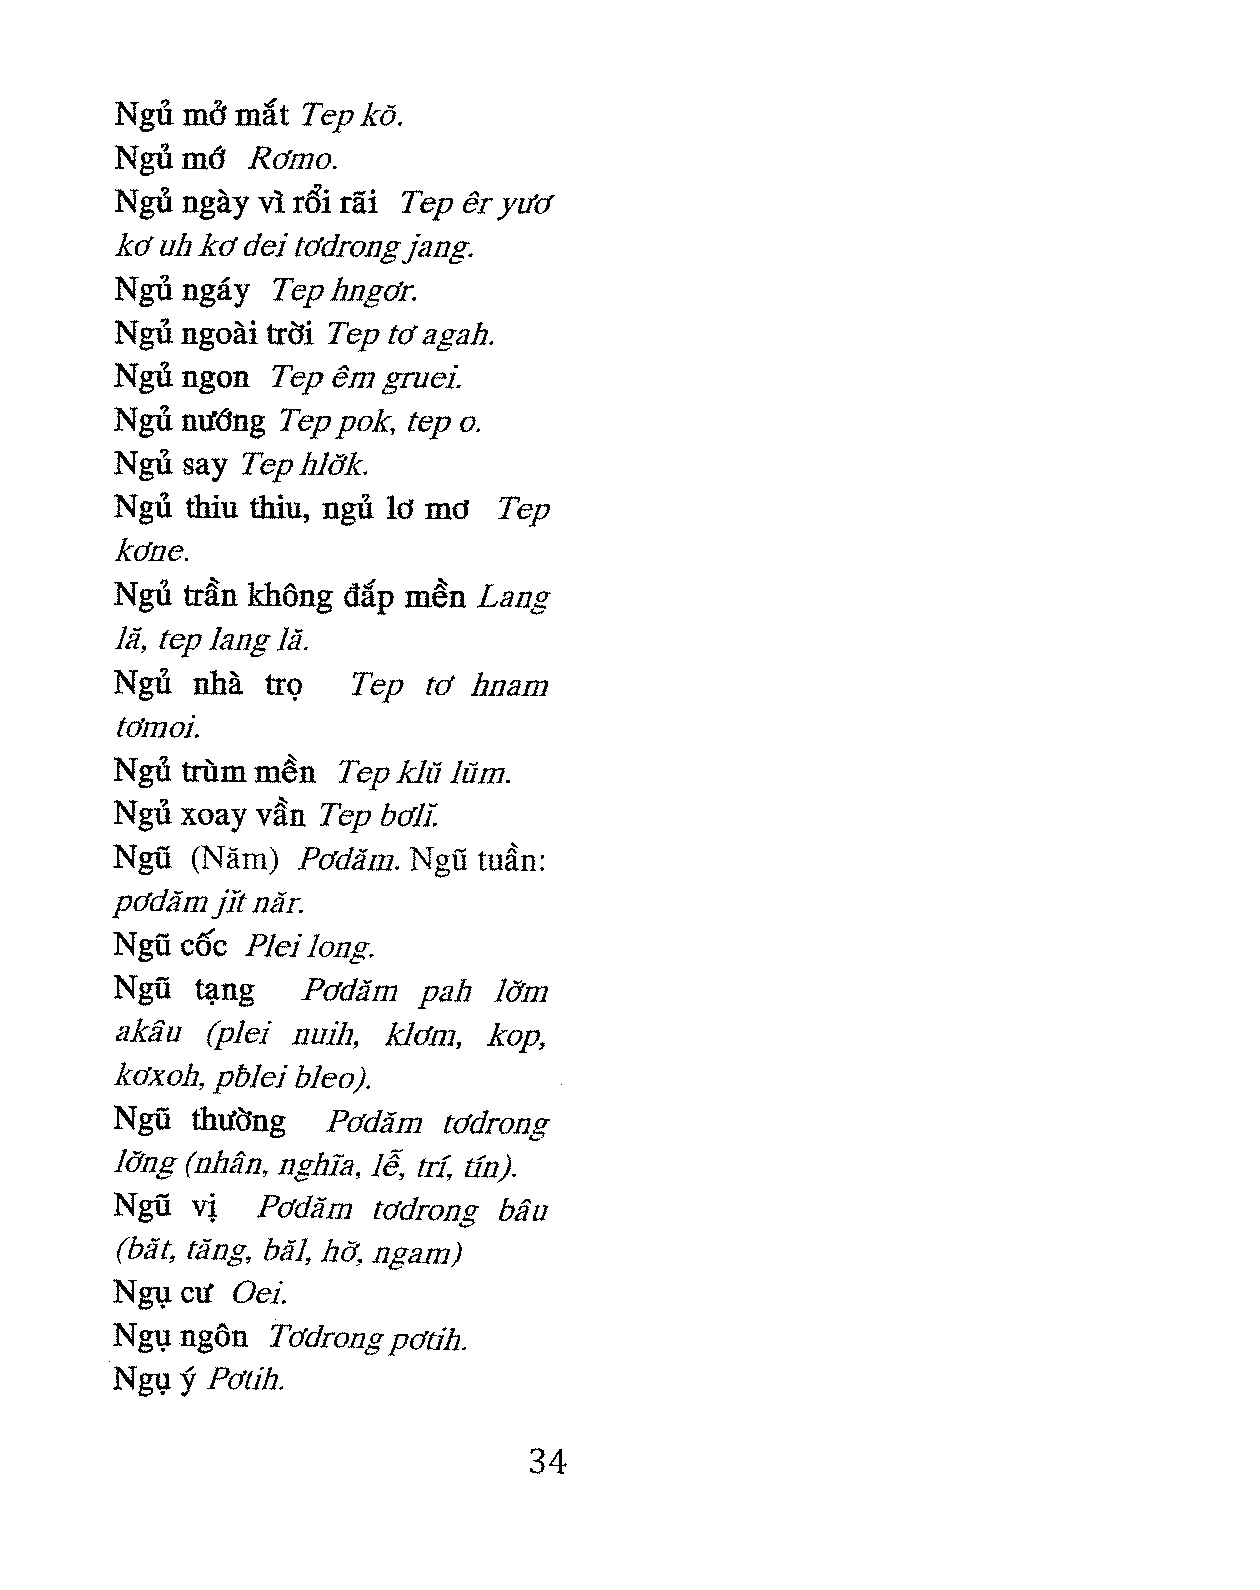 Ngủ mở mắt Tep kŏ.
Ngủ mớ Rơmo.
Ngủ ngày vì rổi rãi Tep êr yươ
kơ uh kơ dei tơdrong jang.
Ngủ ngáy Tep hngơr.
Ngủ ngoài trời Tep tơ agah.
Ngủ ngon Tep êm gruei.
Ngủ nướng Tep pok, tep o.
Ngủ say Tep hlơ̆k.
Ngủ thiu thiu, ngủ lơ mơ Tep
kơne.
Ngủ trần không đắp mền Lang
lă, tep lang lă.
Ngủ nhà trọ Tep tơ hnam
tơmoi.
Ngủ trùm mền Tep klŭ lŭm.
Ngủ xoay vần Tep bơlĭ.
Ngũ (Năm) Pơdăm. Ngũ tuần:
pơdăm jĭt năr.
Ngũ cốc Plei long.
Ngũ tạng Pơdăm pah lơ̆m
akâu (plei nuih, klơm, kop,
kơxoh, pƀlei bleo).
Ngũ thường Pơdăm tơdrong
lơ̆ng (nhân, nghĩa, lễ, trí, tín).
Ngũ vị Pơdăm tơdrong bâu
(băt, tăng, băl, hơ̆, ngam)
Ngụ cư Oei.
Ngụ ngôn Tơdrong pơtih.
Ngụ ý Pơtih.
34